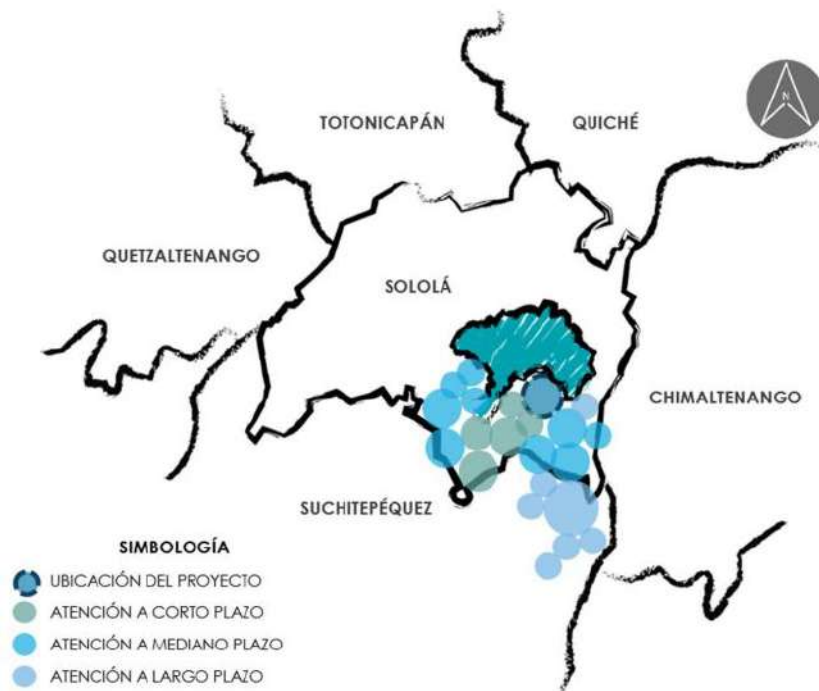 TOTONICAPÁN
QUICHÉ
N
QUETZALTENANGO
SOLOLÁ
CHIMALTENANGO
SUCHITEPÉQUEZ
SIMBOLOGÍA
UBICACIÓN DEL PROYECTO
ATENCIÓN A CORTO PLAZO
ATENCIÓN A MEDIANO PLAZO
ATENCIÓN A LARGO PLAZO